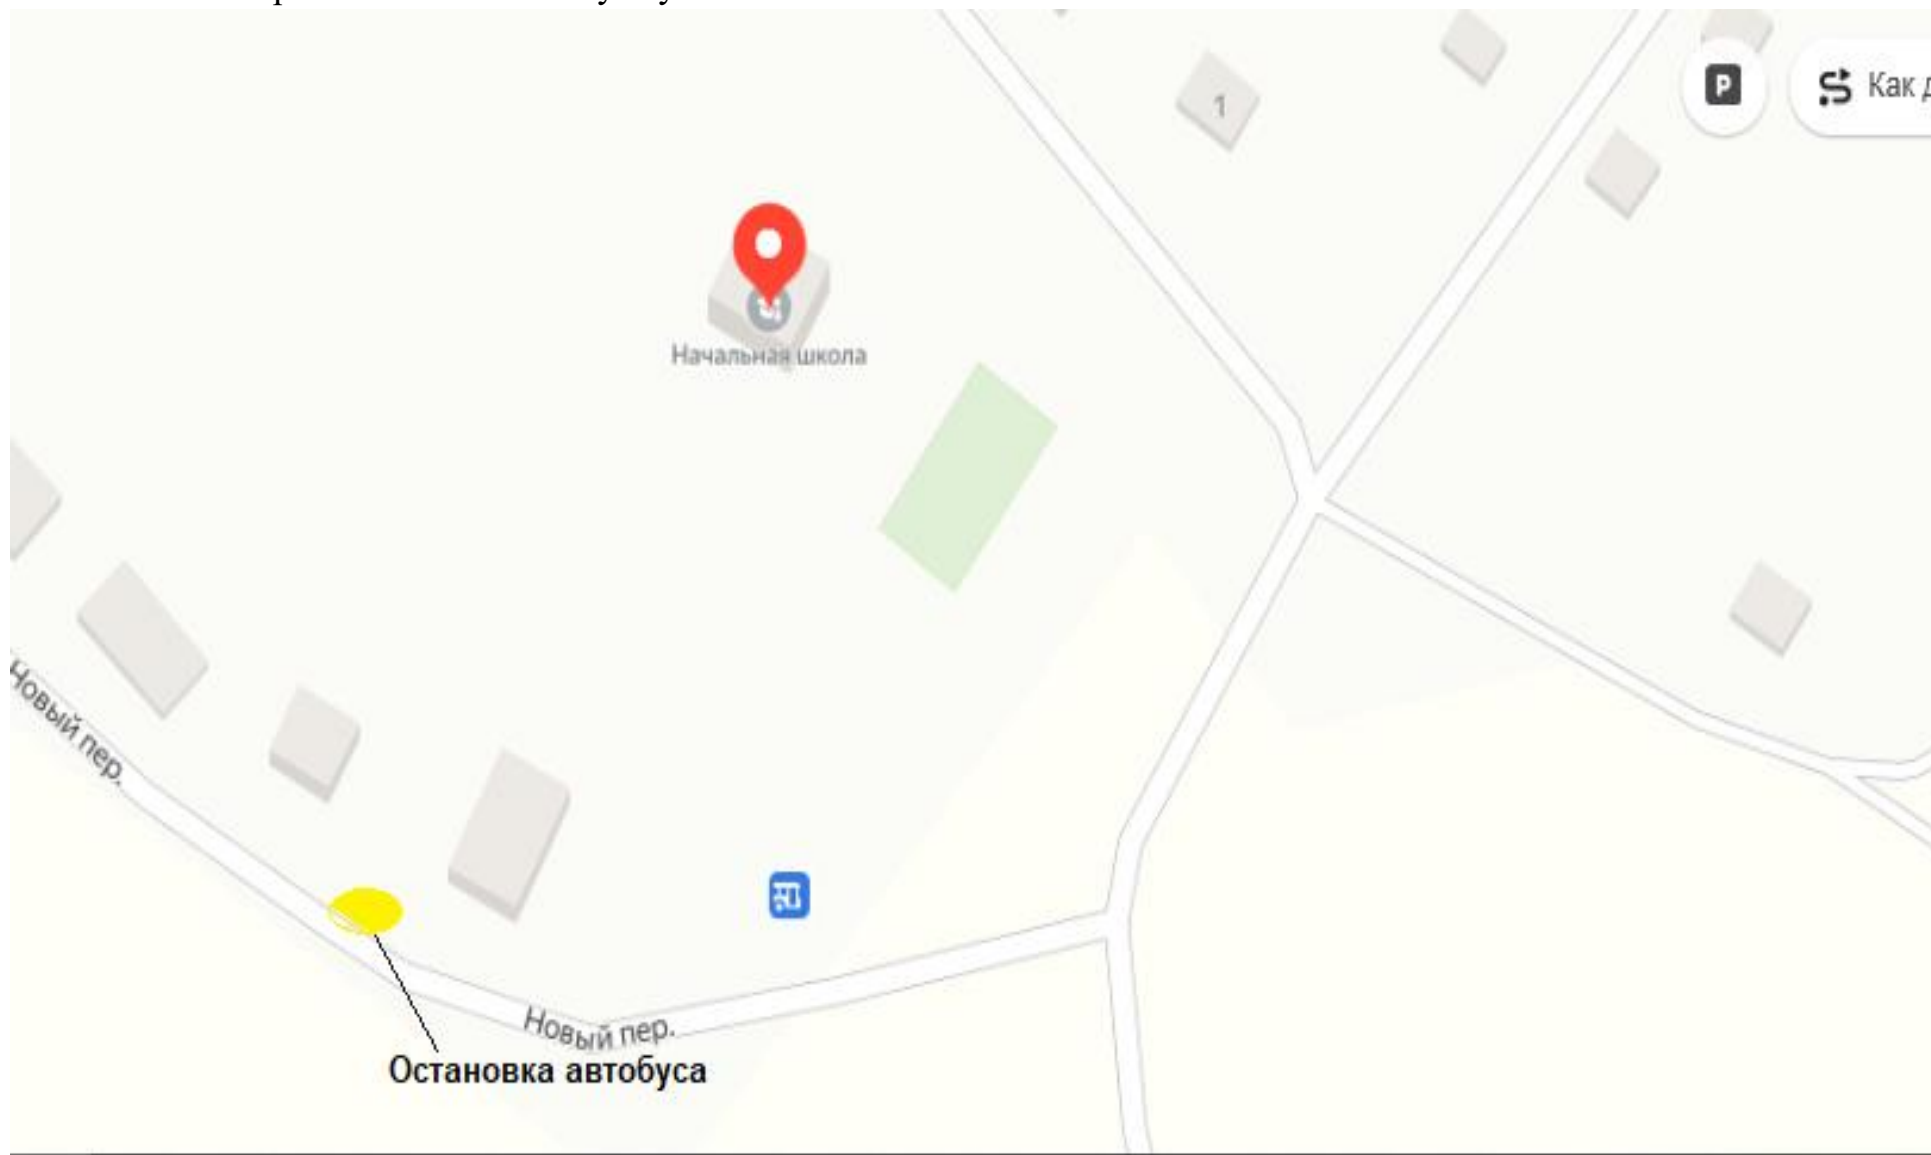 1
P
Как д
Начальная школа
Новый пер.
Новый пер.
Остановка автобуса